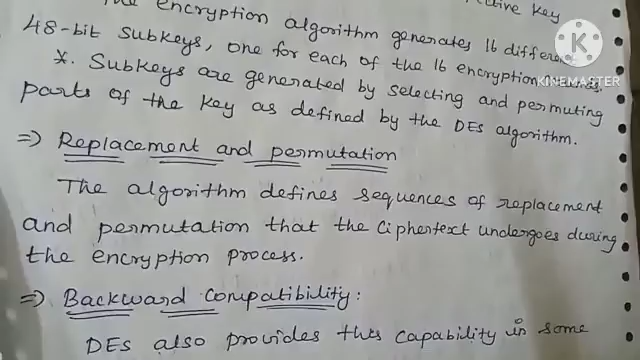 encryption algorithm generates 16 different
48-bit subkeys, one for each of the 16 encryption
KINEMASTER
*. Subkeys are generated by selecting and permuting
parts of the key as defined by the DEs algorithm.
=> Replacement and permutation
The algorithm defines sequences of replacement
and permutation that the ciphertext undergoes during
the encryption process.
=> Backward compatibility:
DEs also provides this capability in some